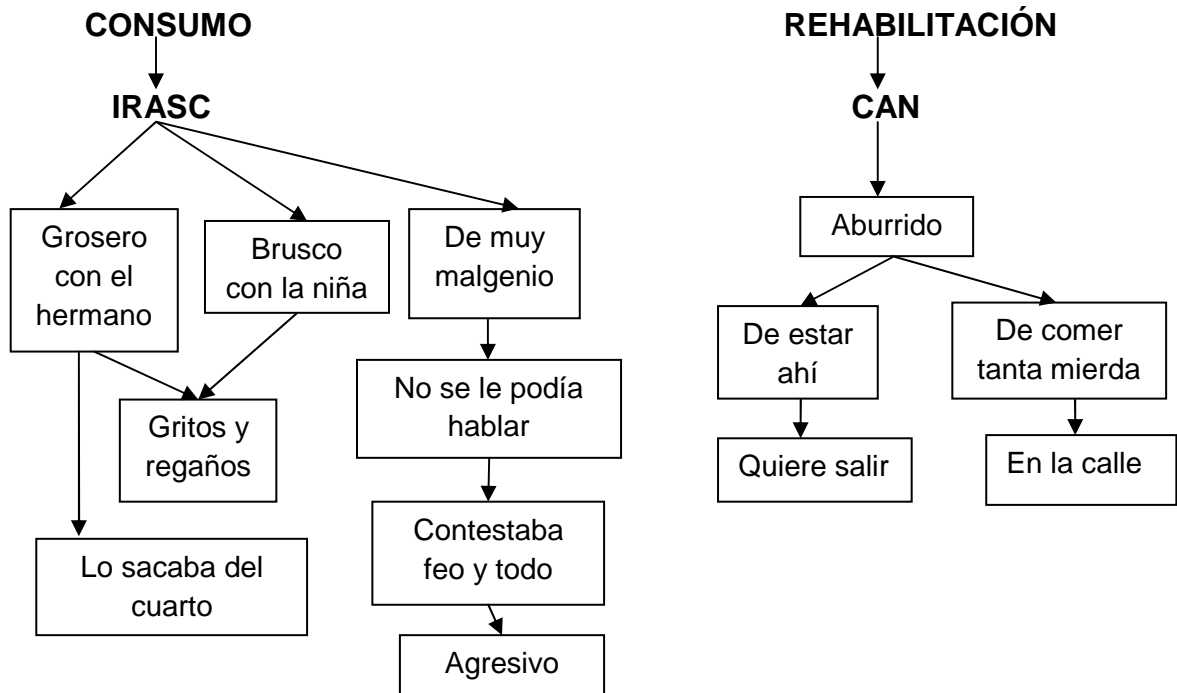 CONSUMO
IRASC
Grosero
con el
hermano
Brusco
con la niña
De muy
malgenio
Gritos y
regaños
No se le podía
hablar
Lo sacaba del
cuarto
Contestaba
feo y todo
Agresivo
REHABILITACIÓN
CAN
Aburrido
De estar
ahí
De comer
tanta mierda
Quiere salir
En la calle